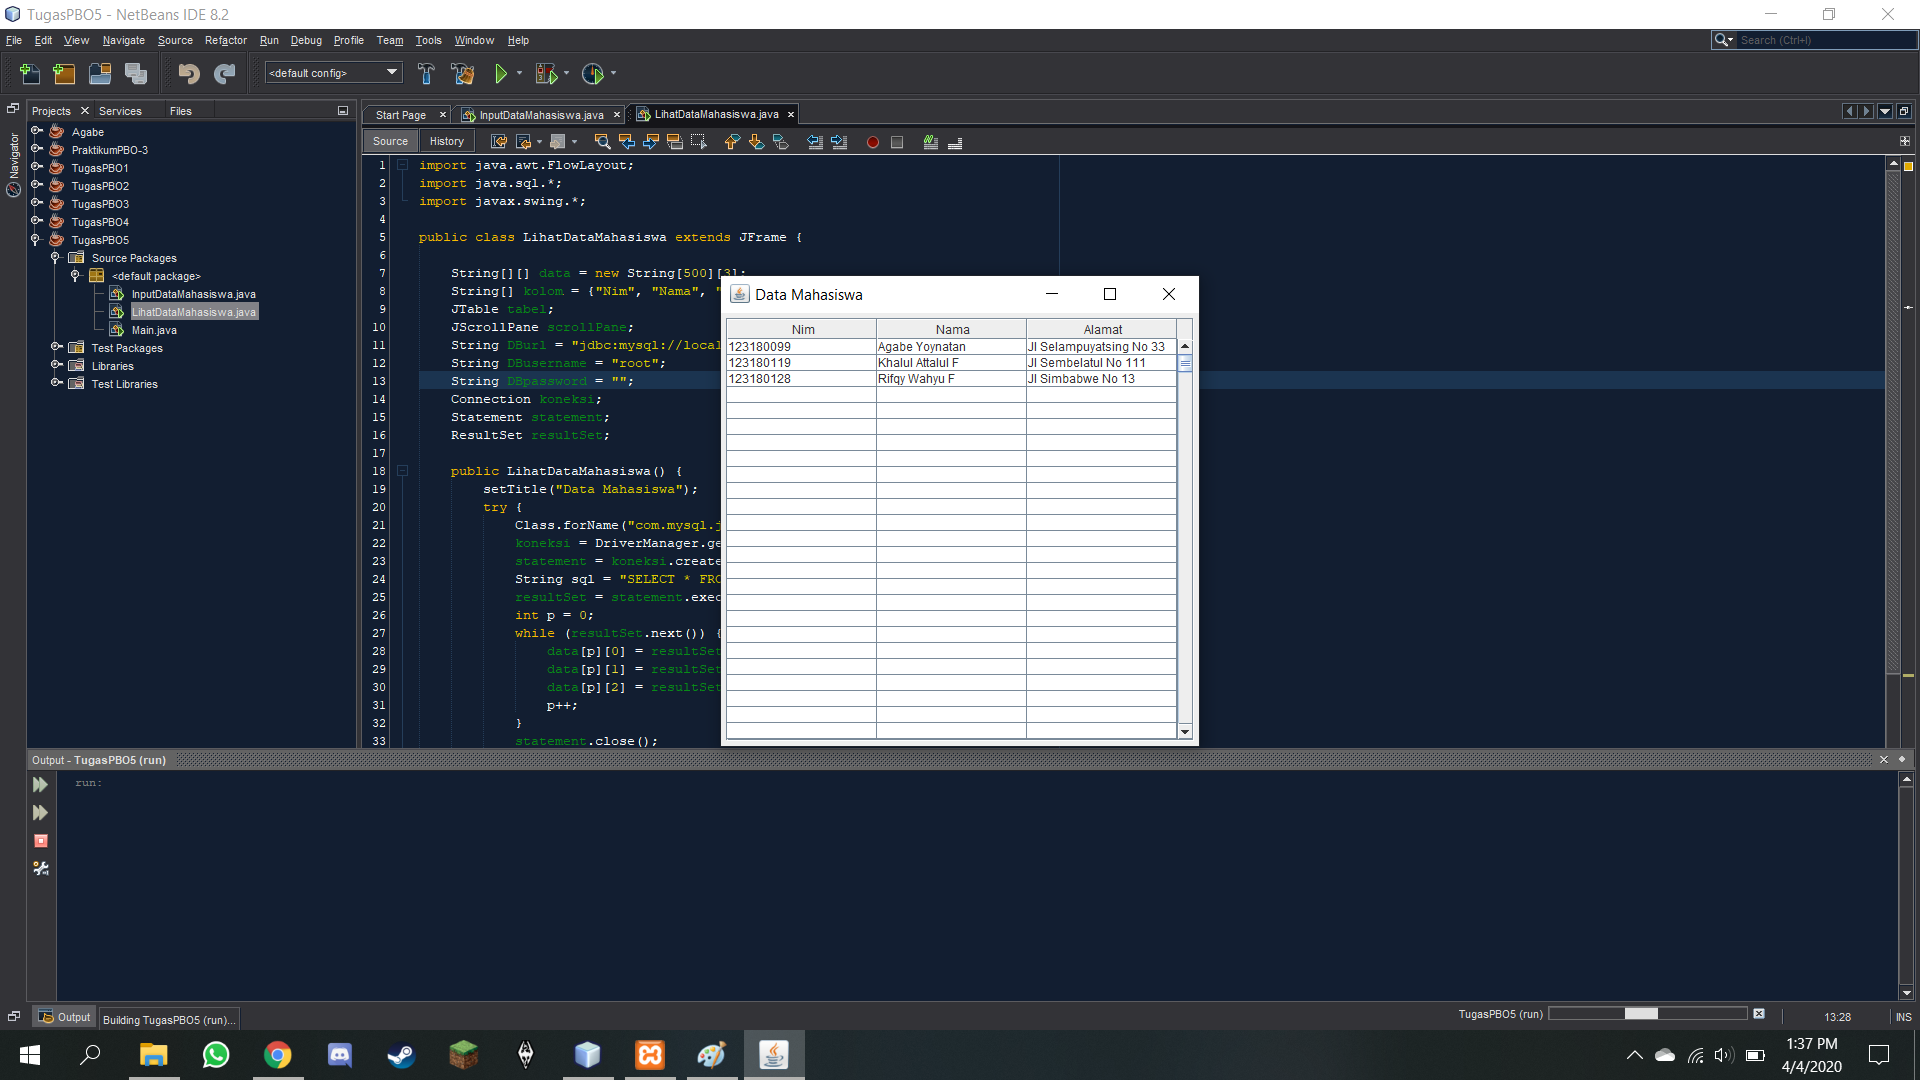 TugasPBO5 - NetBeans IDE 8.2
File Edit View Navigate Source Refactor Run Debug Profile Team Tools Window Help
Search (Ctrl+I)
<default config>
Projects Services Files
Navigator
Agabe
PraktikumPBO-3
TugasPBO1
TugasPBO2
TugasPBO3
TugasPBO4
TugasPBO5
Source Packages
<default package>
InputDataMahasiswa.java
LihatDataMahasiswa.java
Main.java
Test Packages
Libraries
Test Libraries
Start Page InputDataMahasiswa.java LihatDataMahasiswa.java
Source History
1 import java.awt.FlowLayout;
2 import java.sql.*;
3 import javax.swing.*;
4
5 public class LihatDataMahasiswa extends JFrame {
6
7 String[][] data = new String[500][3];
8 String[] kolom = {"Nim", "Nama", "
9 JTable tabel;
10 JScrollPane scrollPane;
11 String DBurl = "jdbc:mysql://local
12 String DBusername = "root";
13 String DBpassword = "";
14 Connection koneksi;
15 Statement statement;
16 ResultSet resultSet;
17
18 public LihatDataMahasiswa() {
19 setTitle("Data Mahasiswa");
20 try {
21 Class.forName("com.mysql.j
22 koneksi = DriverManager.ge
23 statement = koneksi.create
24 String sql = "SELECT * FRO
25 resultSet = statement.exec
26 int p = 0;
27 while (resultSet.next()) {
28 data[p][0] = resultSet
29 data[p][1] = resultSet
30 data[p][2] = resultSet
31 p++;
32 }
33 statement.close();
Data Mahasiswa
Nim Nama Alamat
123180099 Agabe Yoynatan Jl Selampuyatsing No 33
123180119 Khalul Attalul F Jl Sembelatul No 111
123180128 Rifqy Wahyu F Jl Simbabwe No 13
Output - TugasPBO5 (run)
run:
Output
Building TugasPBO5 (run)...
TugasPBO5 (run)
13:28
INS
1:37 PM
4/4/2020